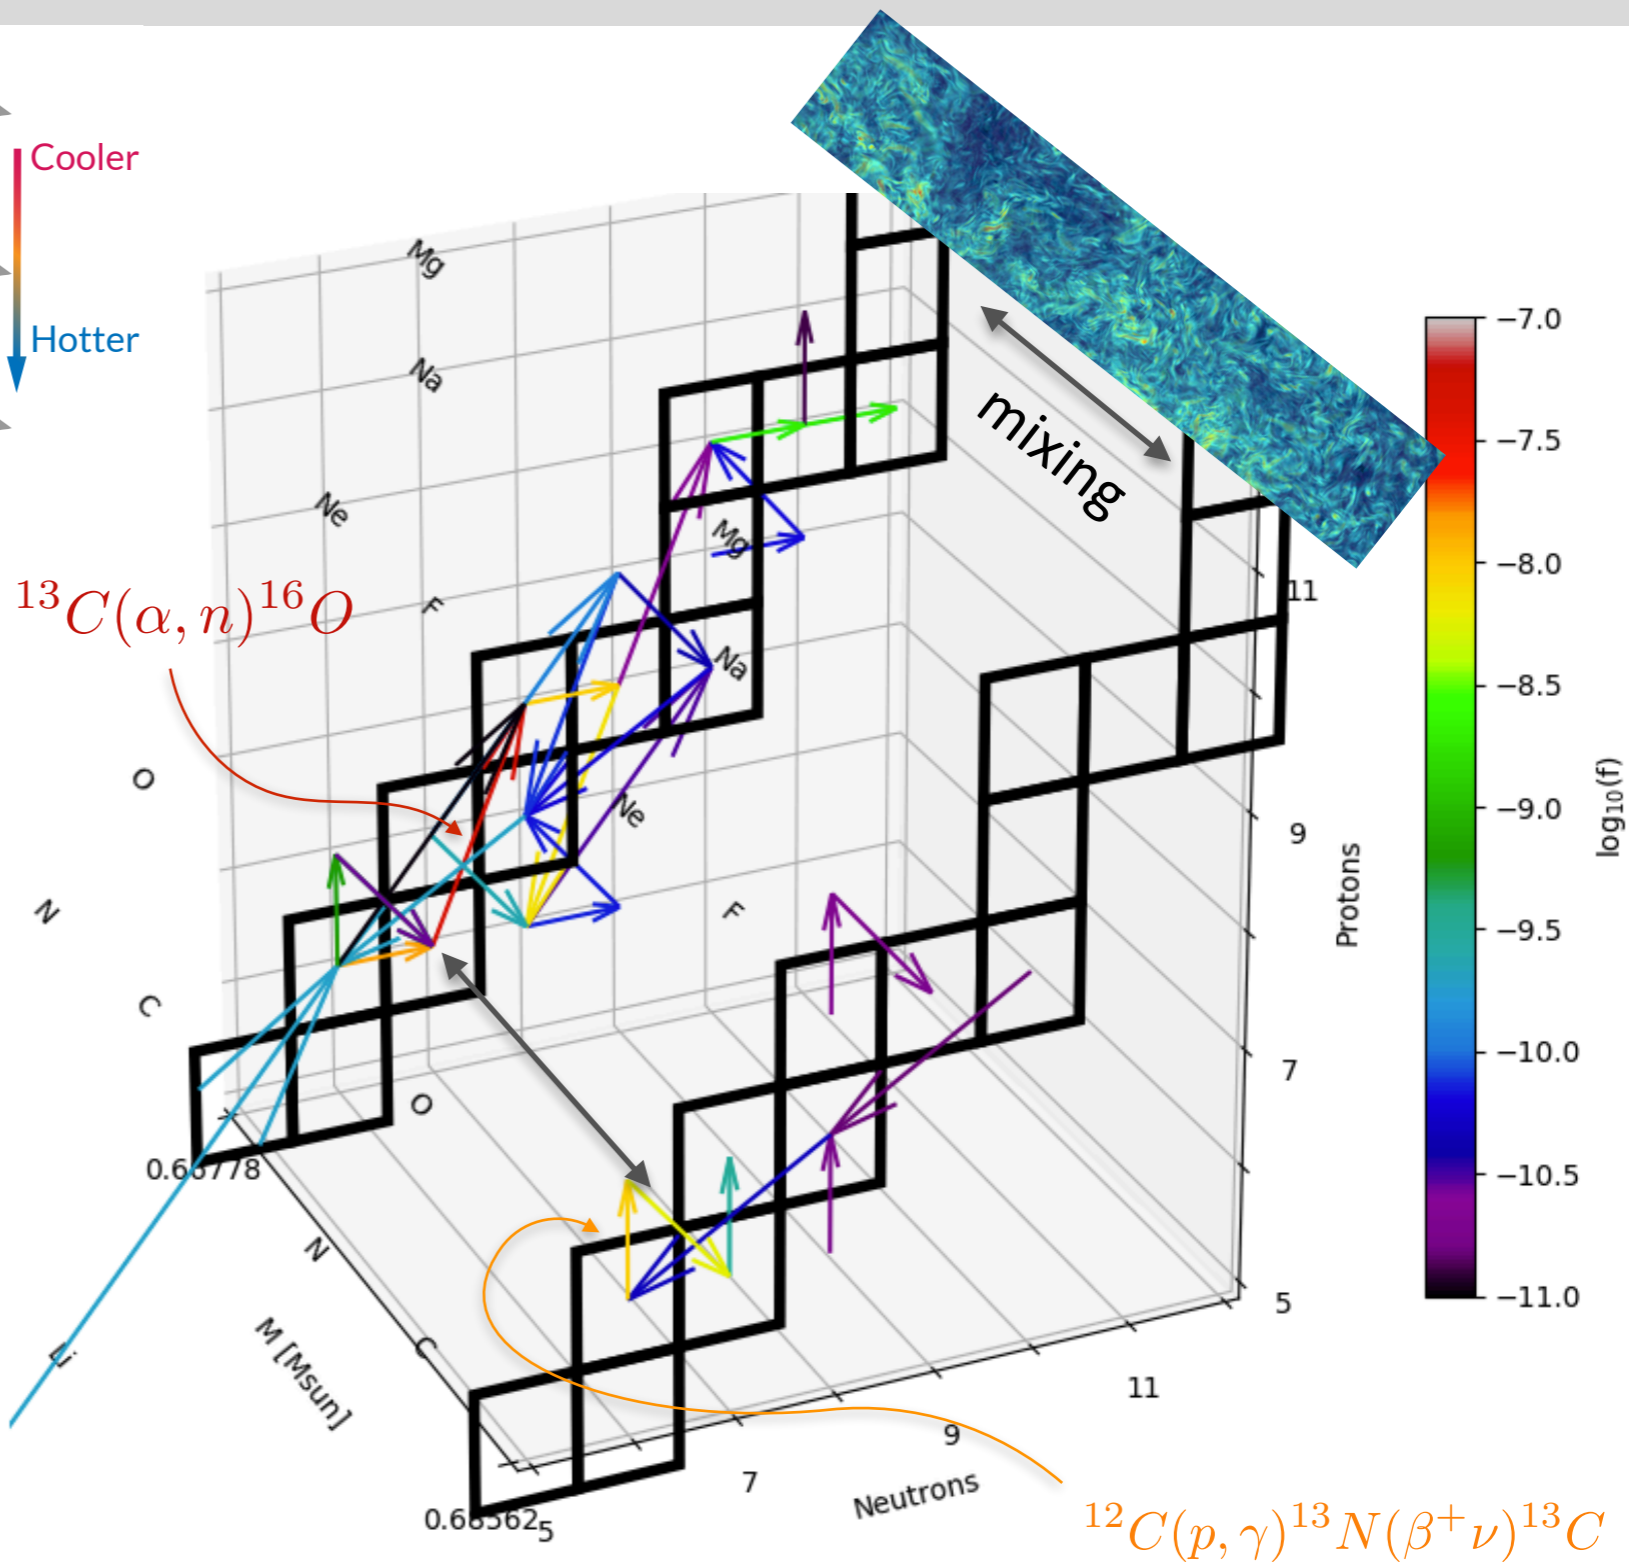 Cooler
Hotter
Mg
Na
Ne
F
O
N
C
Li
mixing
¹³C(α, n)¹⁶O
Mg
Na
Ne
F
O
N
C
M [Msun]
5
7
9
11
Neutrons
11
9
7
5
Protons
−7.0
−7.5
−8.0
−8.5
−9.0
−9.5
−10.0
−10.5
−11.0
log₁₀(f)
¹²C(p, γ)¹³N(β⁺ν)¹³C